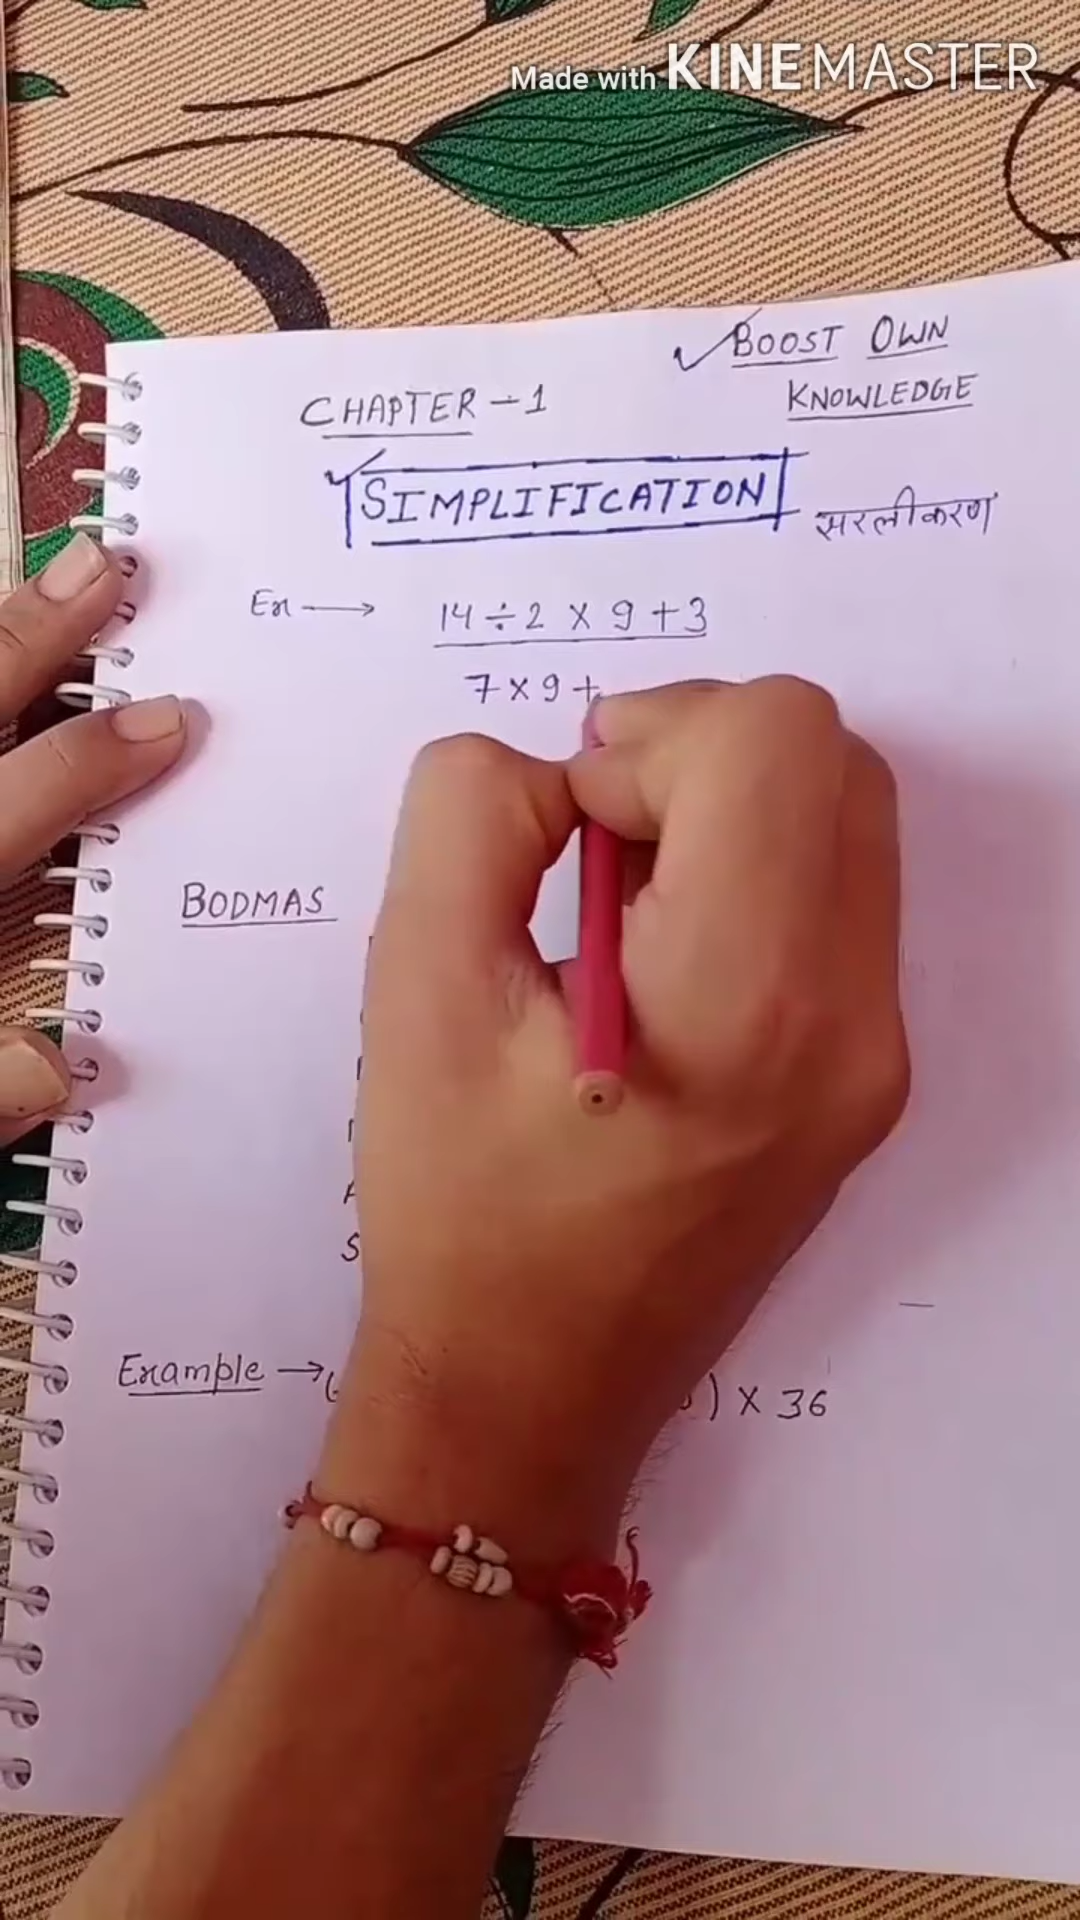 Made with KINEMASTER
✓ BOOST OWN
KNOWLEDGE
CHAPTER - 1
SIMPLIFICATION
सरलीकरण
Ex → 14 ÷ 2 × 9 + 3
7 × 9 +
BODMAS
A
S
Example → ( ) × 36